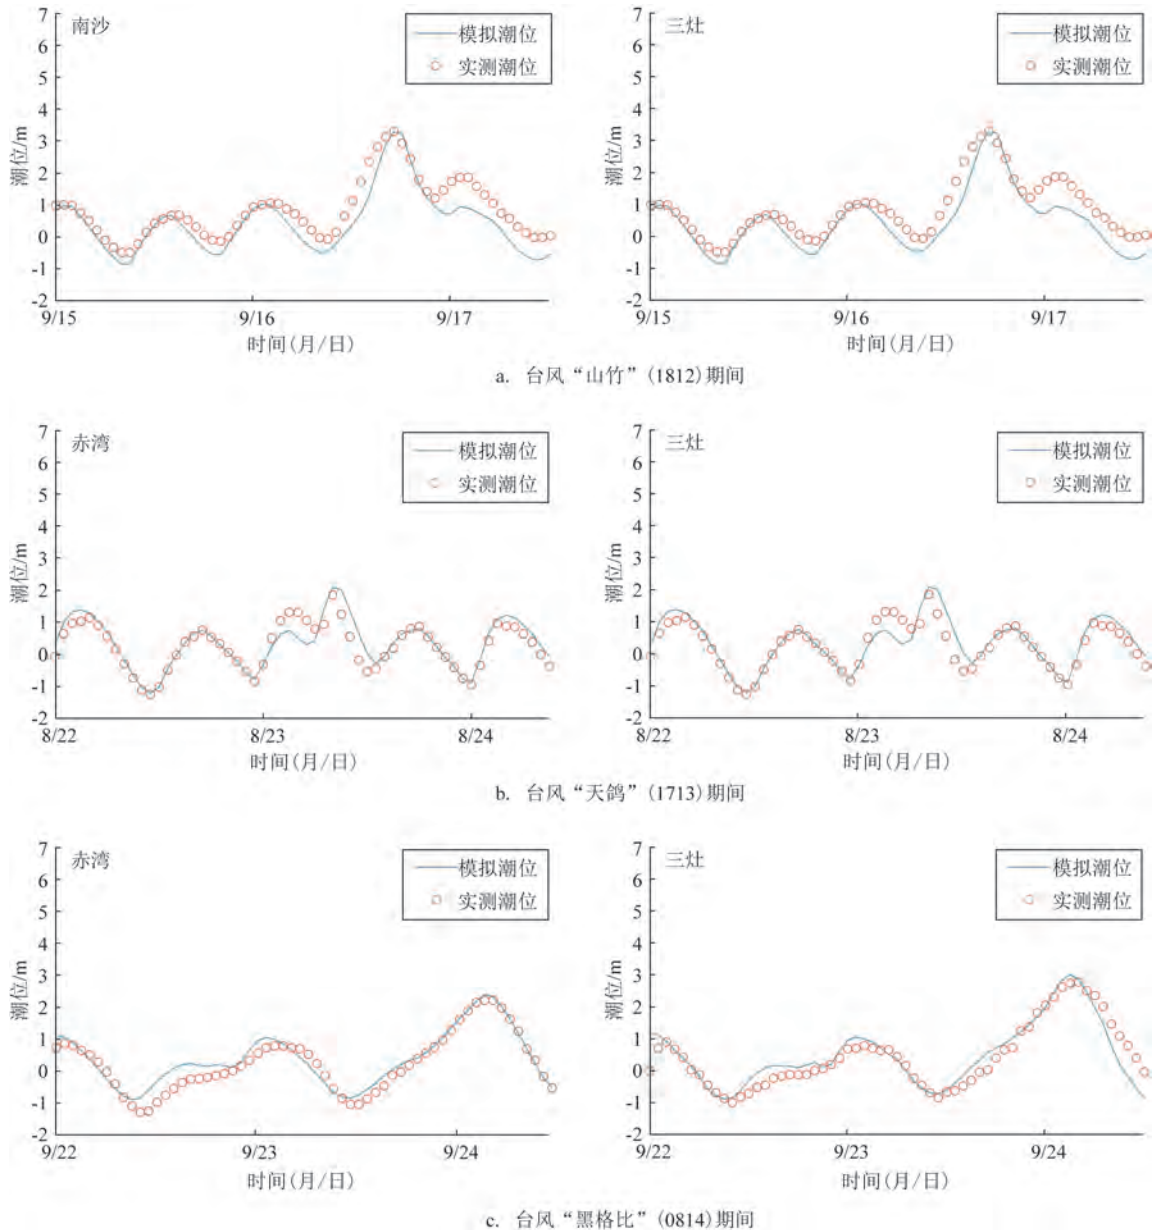 南沙
模拟潮位
实测潮位
潮位/m
7
6
5
4
3
2
1
0
-1
-2
9/15
9/16
9/17
时间(月/日)
三灶
模拟潮位
实测潮位
潮位/m
7
6
5
4
3
2
1
0
-1
-2
9/15
9/16
9/17
时间(月/日)
a. 台风“山竹”(1812)期间
赤湾
模拟潮位
实测潮位
潮位/m
7
6
5
4
3
2
1
0
-1
-2
8/22
8/23
8/24
时间(月/日)
三灶
模拟潮位
实测潮位
潮位/m
7
6
5
4
3
2
1
0
-1
-2
8/22
8/23
8/24
时间(月/日)
b. 台风“天鸽”(1713)期间
赤湾
模拟潮位
实测潮位
潮位/m
7
6
5
4
3
2
1
0
-1
-2
9/22
9/23
9/24
时间(月/日)
三灶
模拟潮位
实测潮位
潮位/m
7
6
5
4
3
2
1
0
-1
-2
9/22
9/23
9/24
时间(月/日)
c. 台风“黑格比”(0814)期间